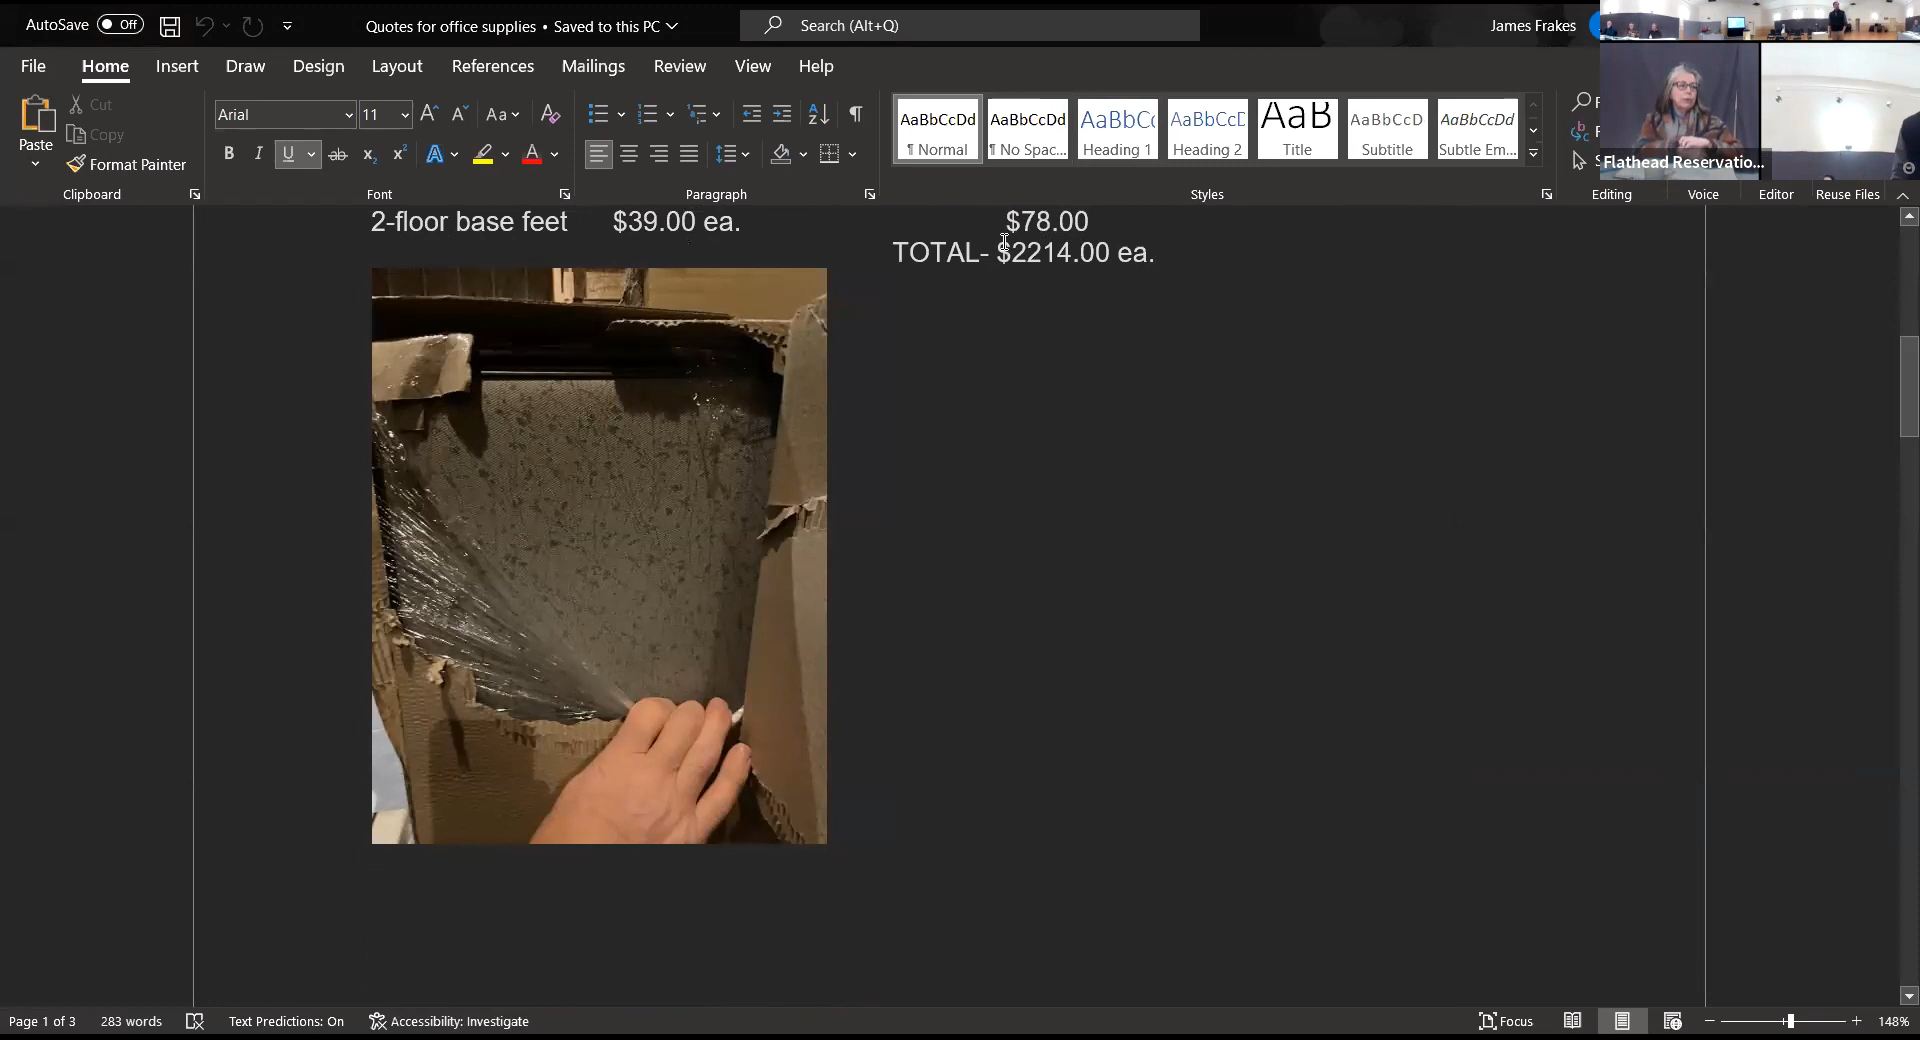 AutoSave Off
Quotes for office supplies • Saved to this PC
Search (Alt+Q)
James Frakes
File Home Insert Draw Design Layout References Mailings Review View Help
Paste
Cut
Copy
Format Painter
Clipboard
Arial 11
Aa
B I U ab x₂ x² A A
Font
Paragraph
AaBbCcDd AaBbCcDd AaBbCc AaBbCcD AaB AaBbCcD AaBbCcDd
¶ Normal ¶ No Spac... Heading 1 Heading 2 Title Subtitle Subtle Em...
Styles
Editing
Voice
Editor
Reuse Files
Flathead Reservatio...
2-floor base feet $39.00 ea. $78.00
TOTAL- $2214.00 ea.
Page 1 of 3 283 words Text Predictions: On Accessibility: Investigate Focus 148%